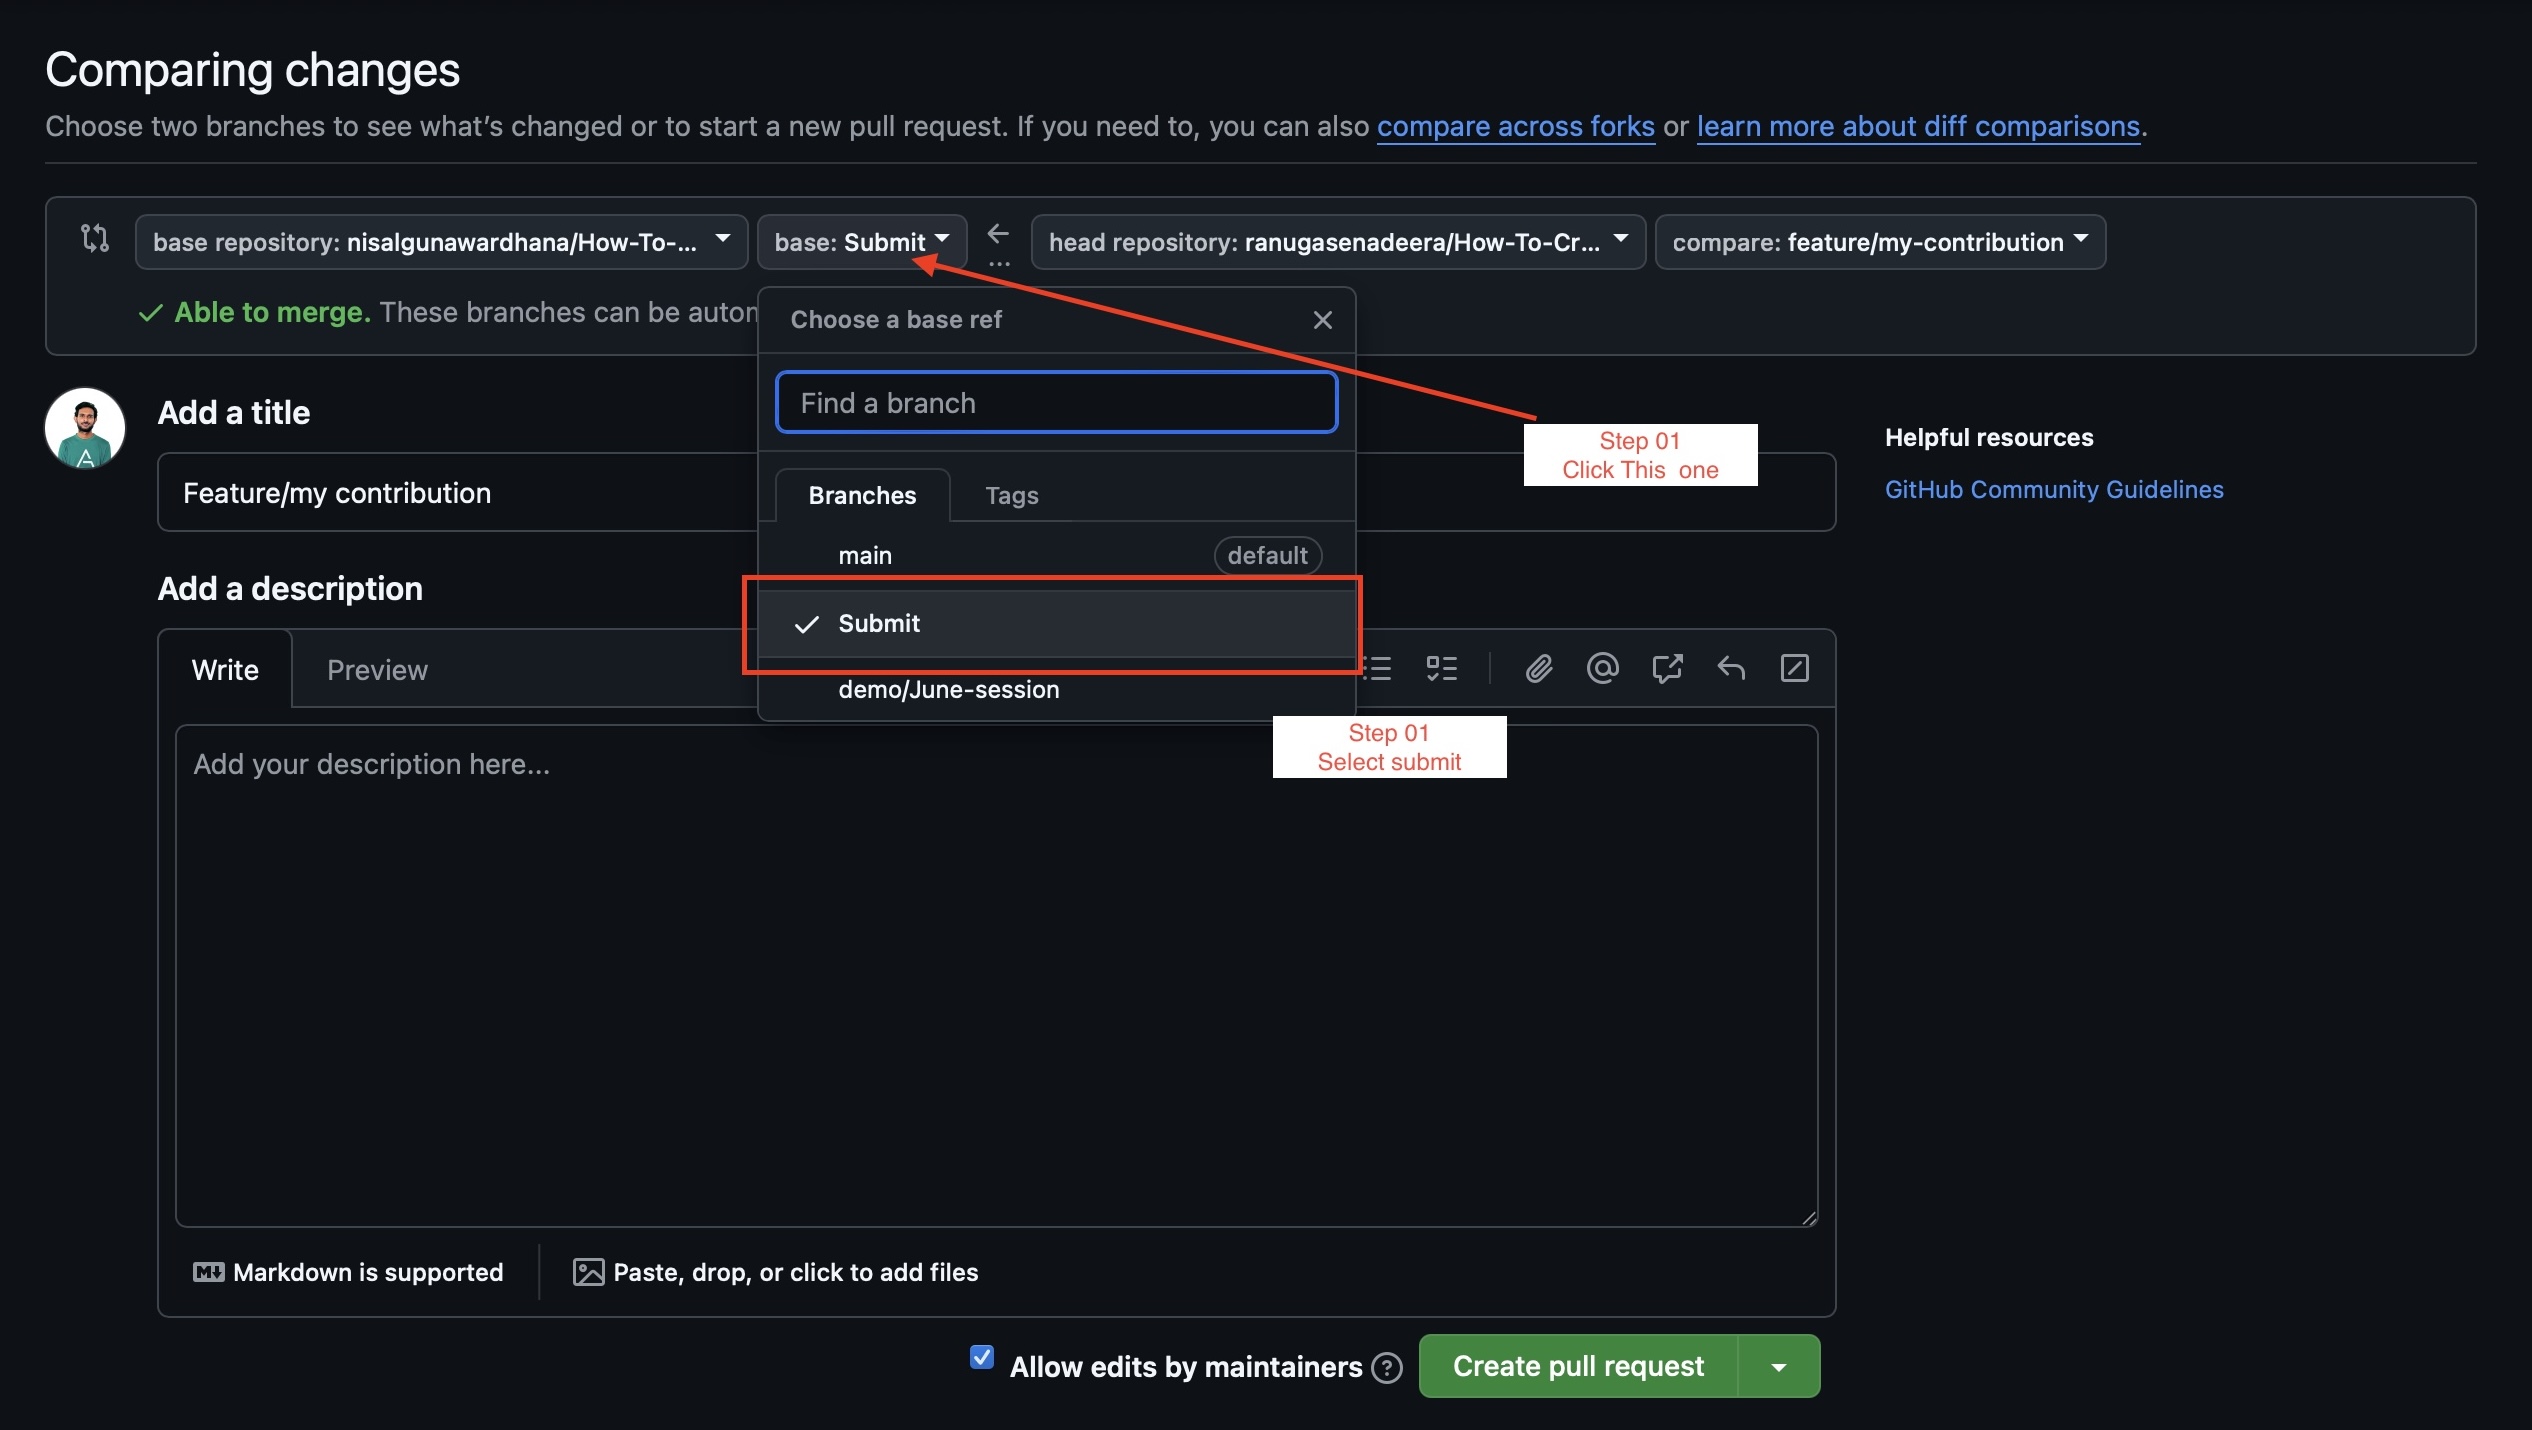 Comparing changes
Choose two branches to see what's changed or to start a new pull request. If you need to, you can also compare across forks or learn more about diff comparisons.
base repository: nisalgunawardhana/How-To-... base: Submit ... head repository: ranugasenadeera/How-To-Cr... compare: feature/my-contribution
Able to merge. These branches can be auton
Choose a base ref
Find a branch
Branches Tags
main default
Submit
demo/June-session
Step 01
Click This one
Step 01
Select submit
Add a title
Feature/my contribution
Helpful resources
GitHub Community Guidelines
Add a description
Write Preview
Add your description here...
Markdown is supported Paste, drop, or click to add files
Allow edits by maintainers Create pull request